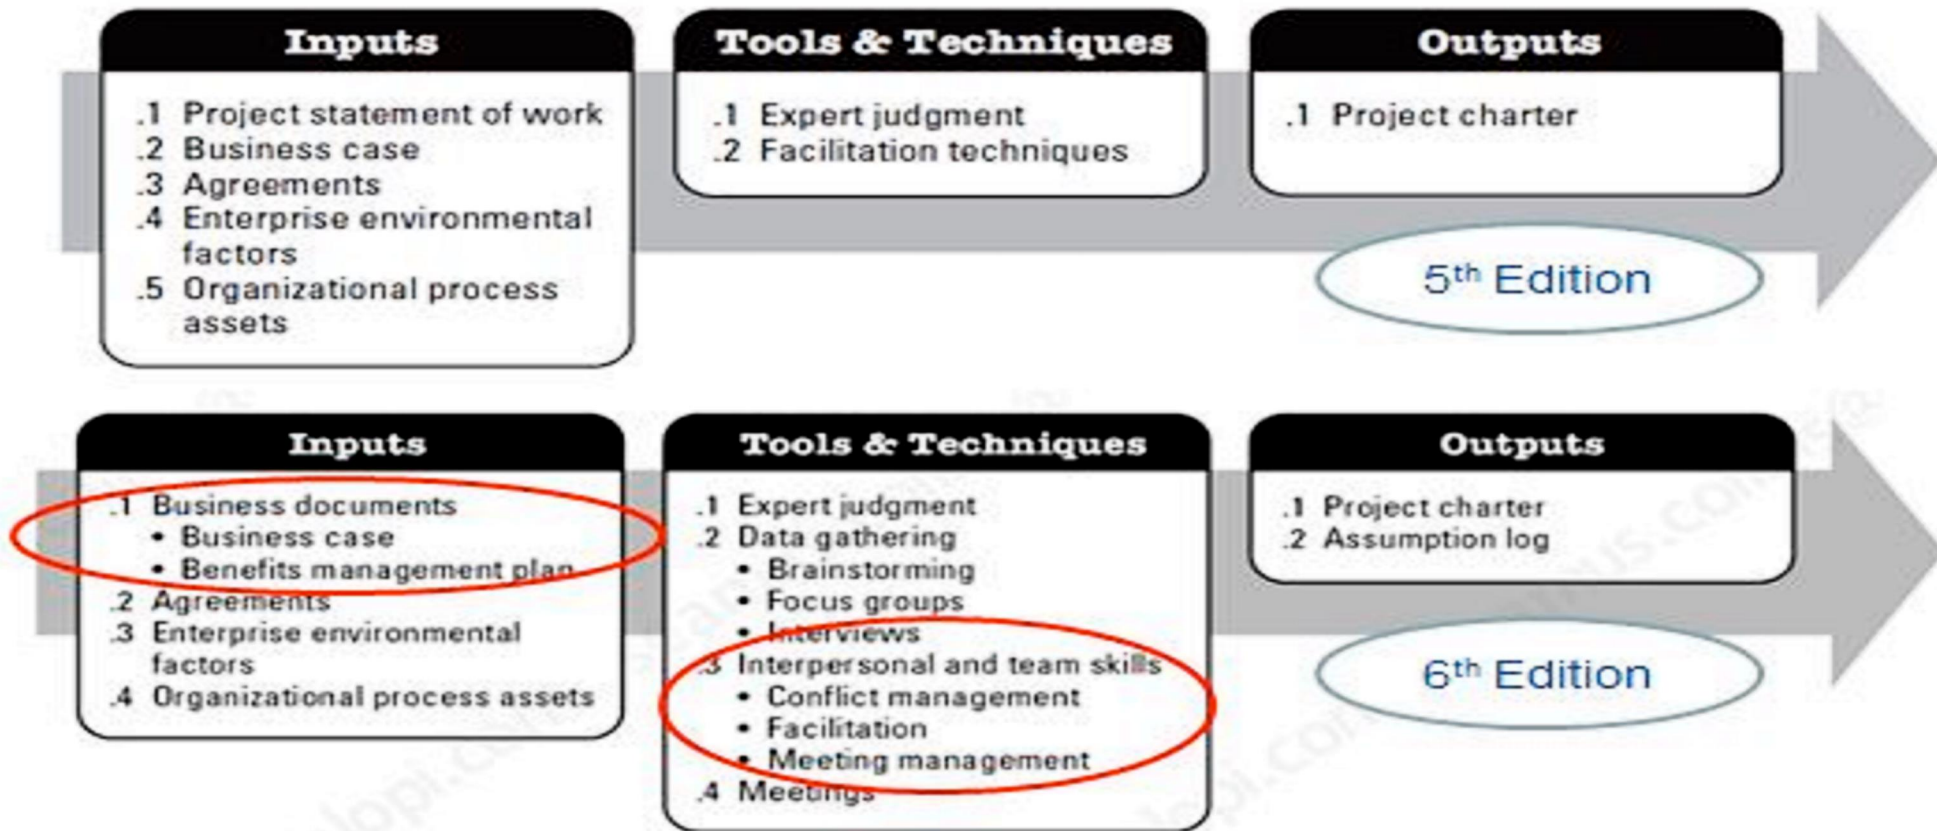 Inputs
.1 Project statement of work
.2 Business case
.3 Agreements
.4 Enterprise environmental
factors
.5 Organizational process
assets
Tools & Techniques
.1 Expert judgment
.2 Facilitation techniques
Outputs
.1 Project charter
5th Edition
Inputs
.1 Business documents
• Business case
• Benefits management plan
.2 Agreements
.3 Enterprise environmental
factors
.4 Organizational process assets
Tools & Techniques
.1 Expert judgment
.2 Data gathering
• Brainstorming
• Focus groups
• Interviews
.3 Interpersonal and team skills
• Conflict management
• Facilitation
• Meeting management
.4 Meetings
Outputs
.1 Project charter
.2 Assumption log
6th Edition